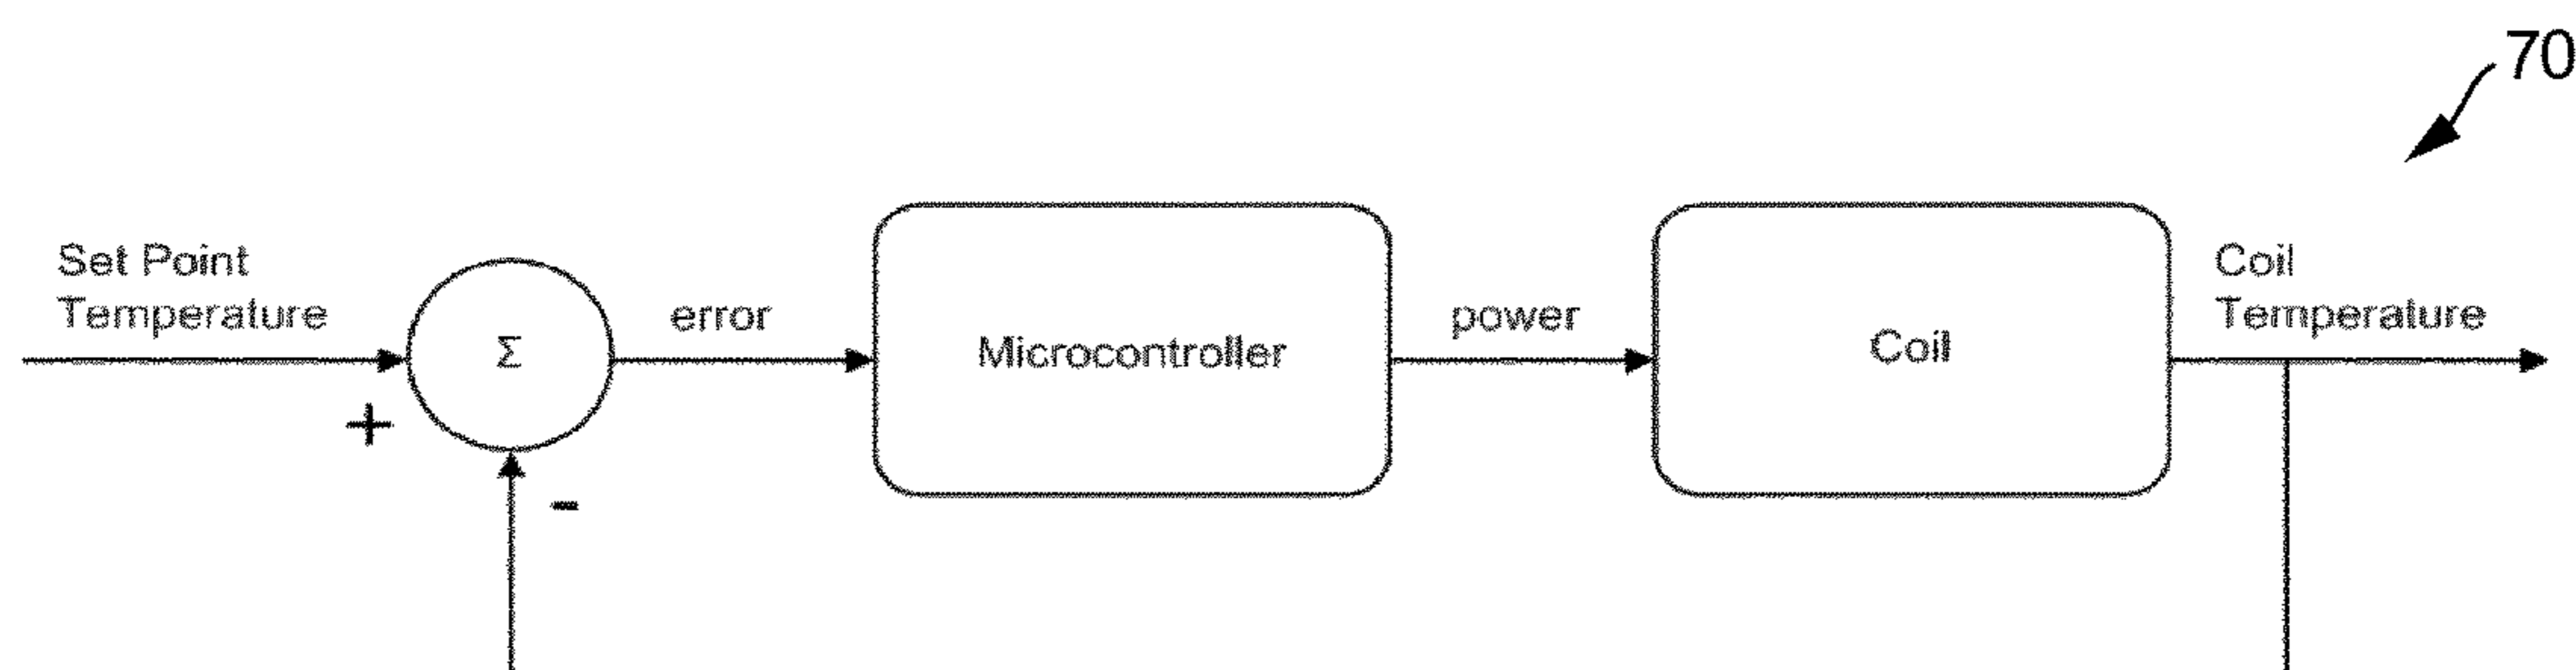 70
Set Point
Temperature
+
Σ
-
error
Microcontroller
power
Coil
Coil
Temperature